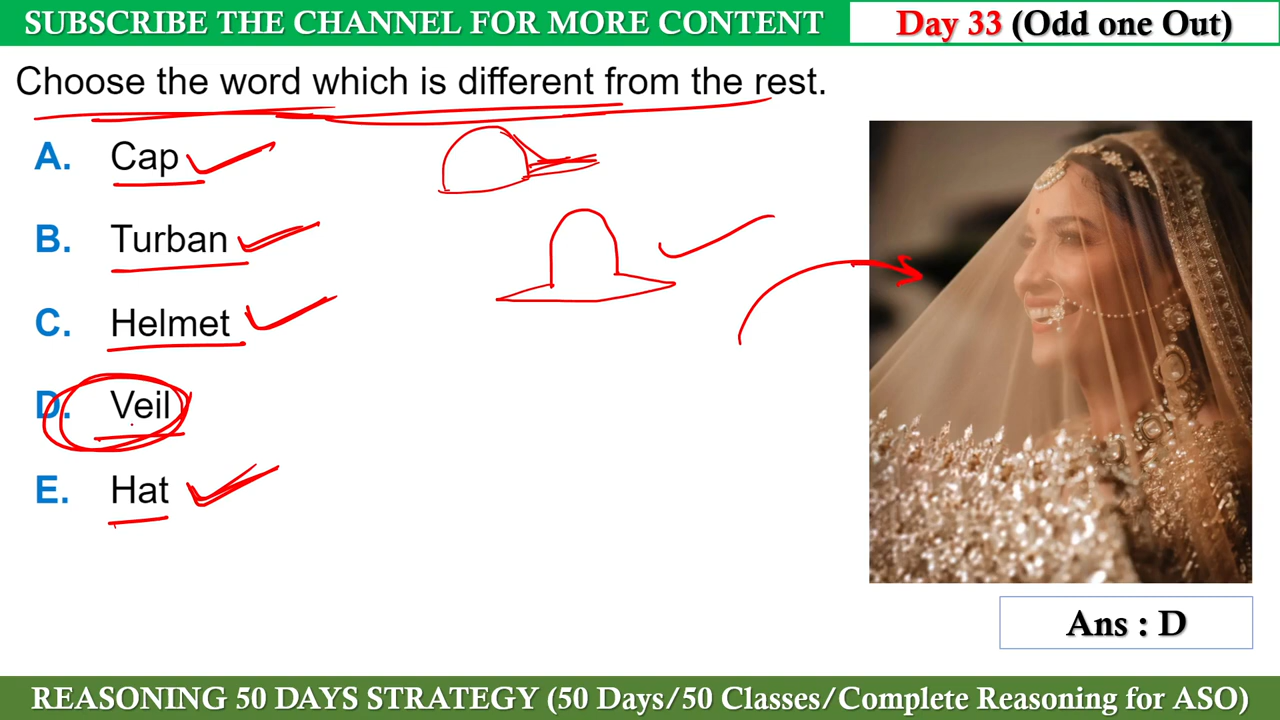 SUBSCRIBE THE CHANNEL FOR MORE CONTENT
Day 33 (Odd one Out)
Choose the word which is different from the rest.
A. Cap
B. Turban
C. Helmet
D. Veil
E. Hat
Ans : D
REASONING 50 DAYS STRATEGY (50 Days/50 Classes/Complete Reasoning for ASO)